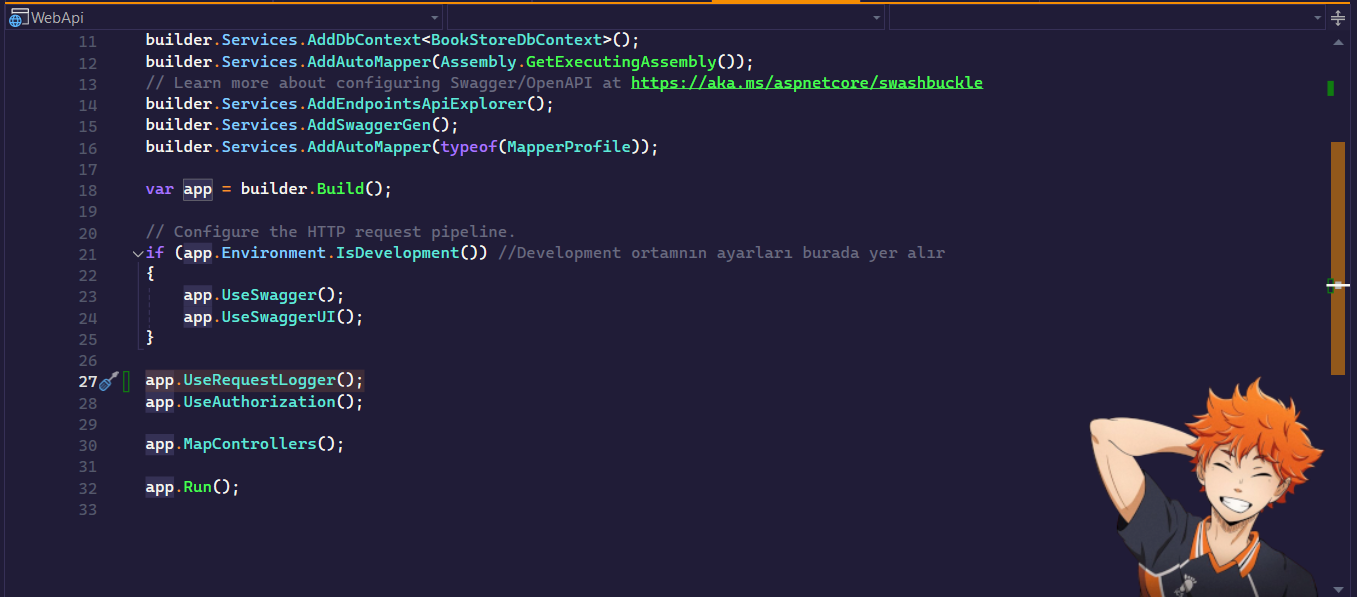 WebApi
11 builder.Services.AddDbContext<BookStoreDbContext>();
12 builder.Services.AddAutoMapper(Assembly.GetExecutingAssembly());
13 // Learn more about configuring Swagger/OpenAPI at https://aka.ms/aspnetcore/swashbuckle
14 builder.Services.AddEndpointsApiExplorer();
15 builder.Services.AddSwaggerGen();
16 builder.Services.AddAutoMapper(typeof(MapperProfile));
17
18 var app = builder.Build();
19
20 // Configure the HTTP request pipeline.
21 if (app.Environment.IsDevelopment()) //Development ortamnın ayarları burada yer alır
22 {
23 app.UseSwagger();
24 app.UseSwaggerUI();
25 }
26
27 app.UseRequestLogger();
28 app.UseAuthorization();
29
30 app.MapControllers();
31
32 app.Run();
33